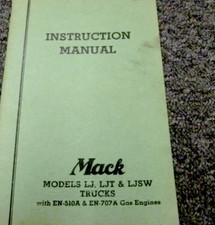 INSTRUCTION
MANUAL
Mack
MODELS LJ, LJT & LJSW
TRUCKS
with EN-510A & EN-707A Gas Engines